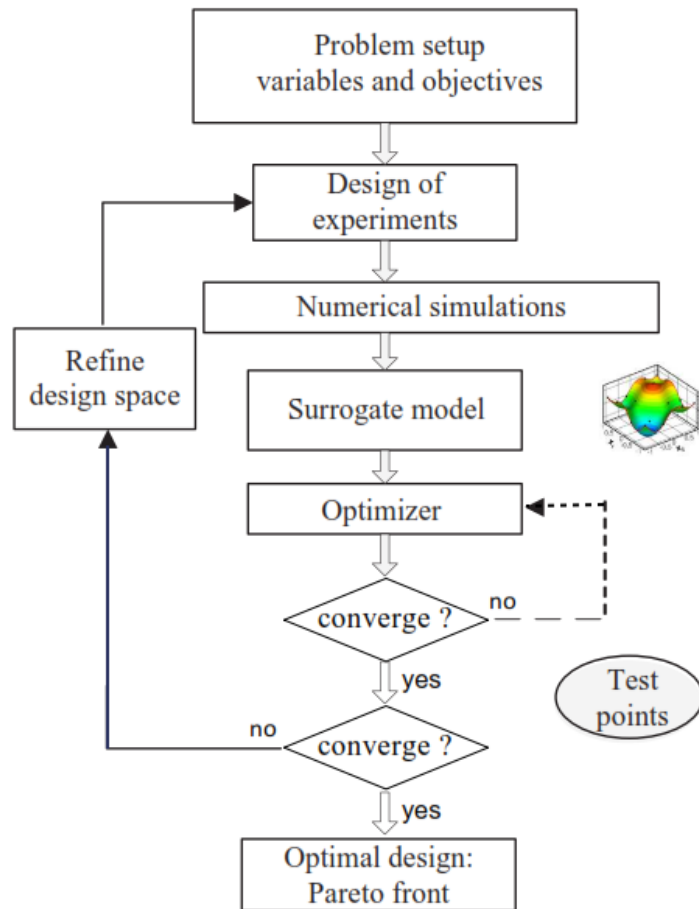 Problem setup
variables and objectives
Design of
experiments
Numerical simulations
Refine
design space
Surrogate model
Optimizer
converge ?
no
yes
Test
points
converge ?
no
yes
Optimal design:
Pareto front